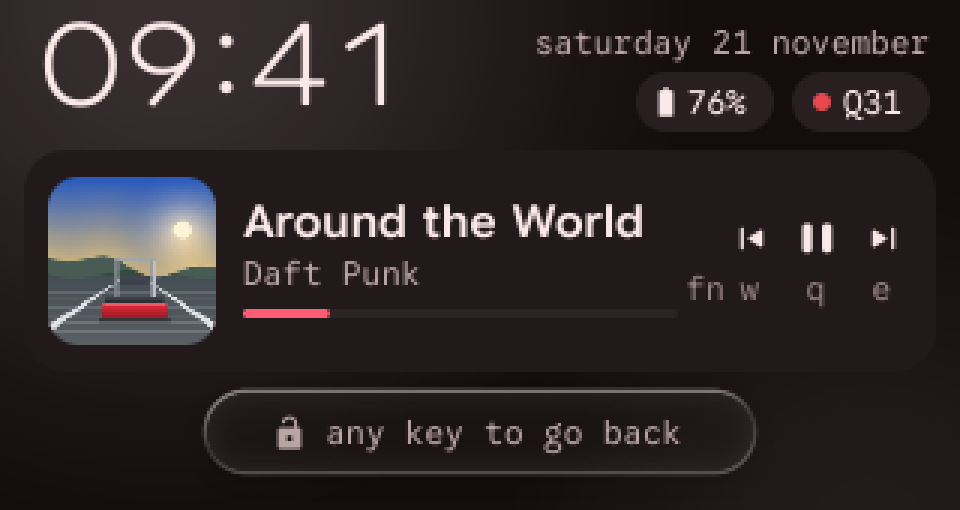 09:41
saturday 21 november
76%
Q31
Around the World
Daft Punk
fn w q e
any key to go back